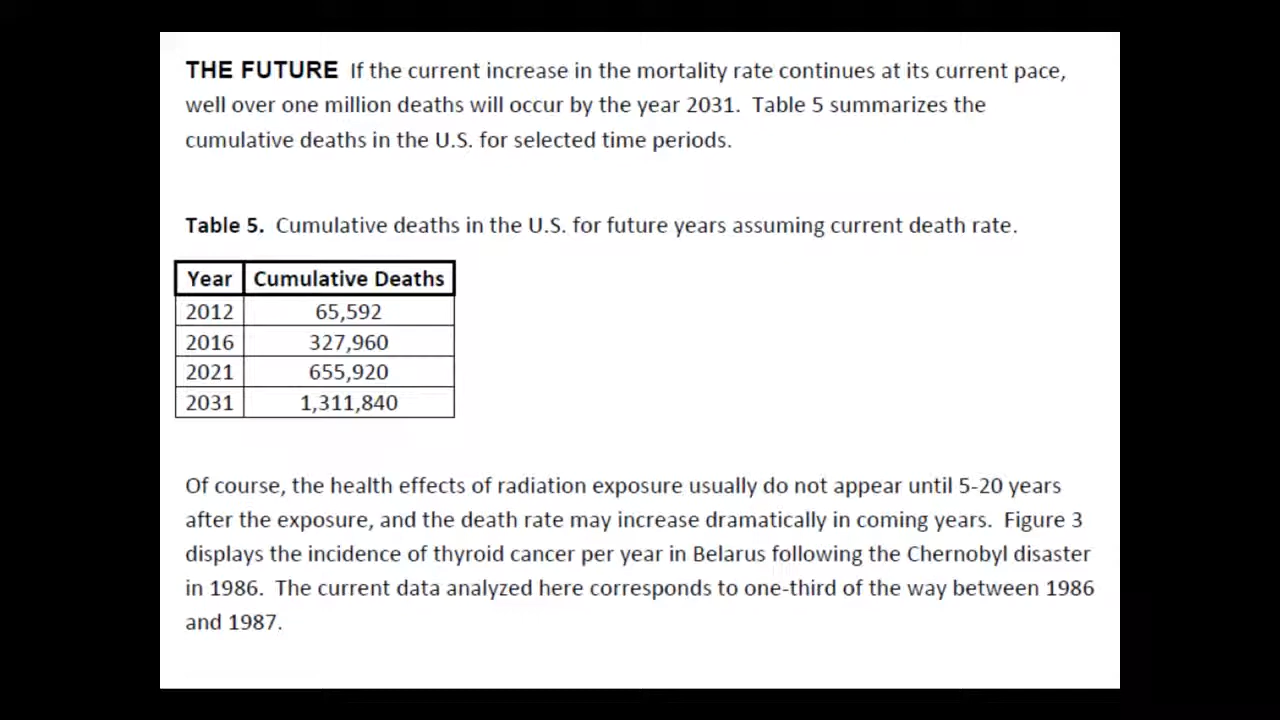 THE FUTURE If the current increase in the mortality rate continues at its current pace,
well over one million deaths will occur by the year 2031. Table 5 summarizes the
cumulative deaths in the U.S. for selected time periods.
Table 5. Cumulative deaths in the U.S. for future years assuming current death rate.
Year Cumulative Deaths
2012 65,592
2016 327,960
2021 655,920
2031 1,311,840
Of course, the health effects of radiation exposure usually do not appear until 5-20 years
after the exposure, and the death rate may increase dramatically in coming years. Figure 3
displays the incidence of thyroid cancer per year in Belarus following the Chernobyl disaster
in 1986. The current data analyzed here corresponds to one-third of the way between 1986
and 1987.